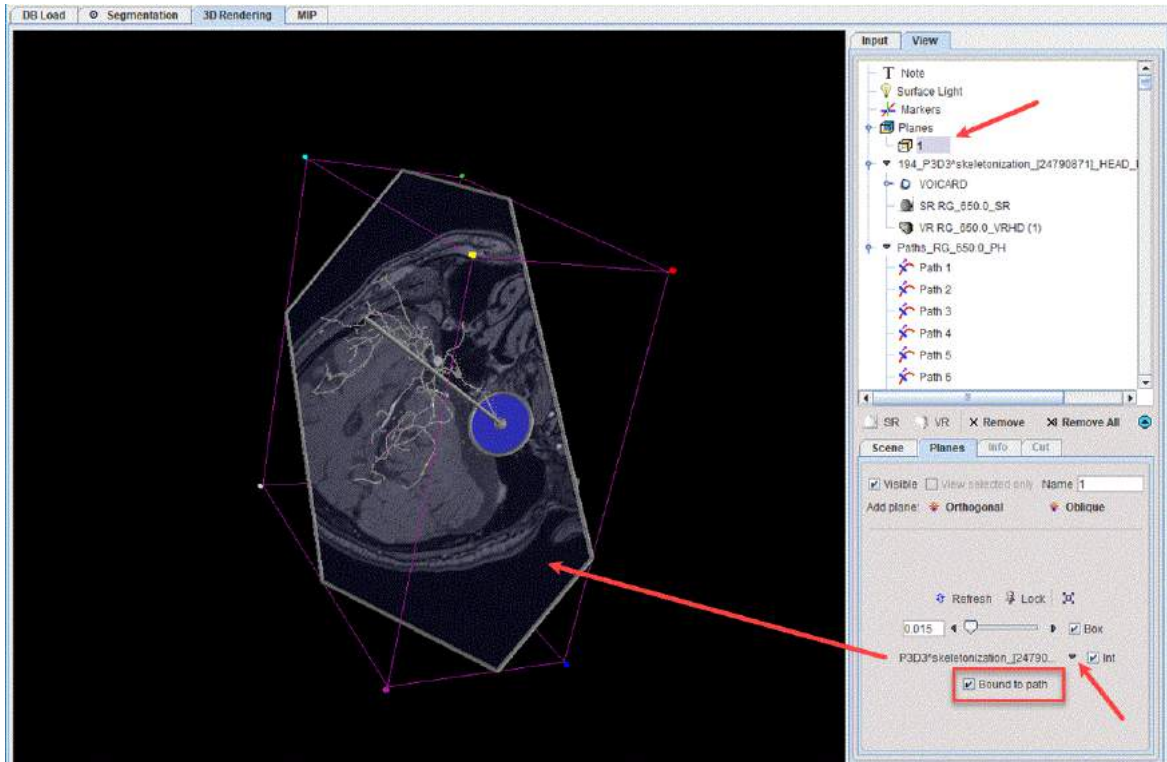 DB Load
Segmentation
3D Rendering
MIP
Input
View
Note
Surface Light
Markers
Planes
1
194_P3D3^skeletonization_[24790871]_HEAD_
VOICARD
SR RG_650.0_SR
VR RG_650.0_VRHD (1)
Paths_RG_650.0_PH
Path 1
Path 2
Path 3
Path 4
Path 5
Path 6
SR
VR
Remove
Remove All
Scene
Planes
Info
Cut
Visible
View selected only
Name 1
Add plane:
Orthogonal
Oblique
Refresh
Lock
0.015
Box
P3D3^skeletonization_[24790...
Int
Bound to path